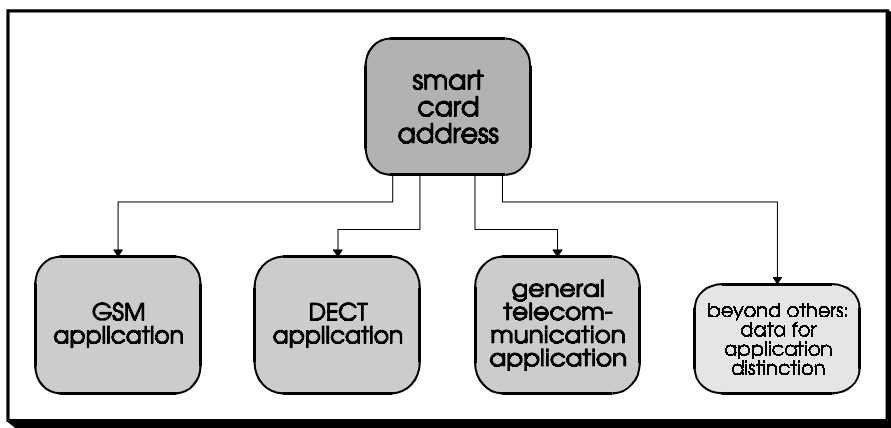 smart
card
address
GSM
application
DECT
application
general
telecom-
munication
application
beyond others:
data for
application
distinction